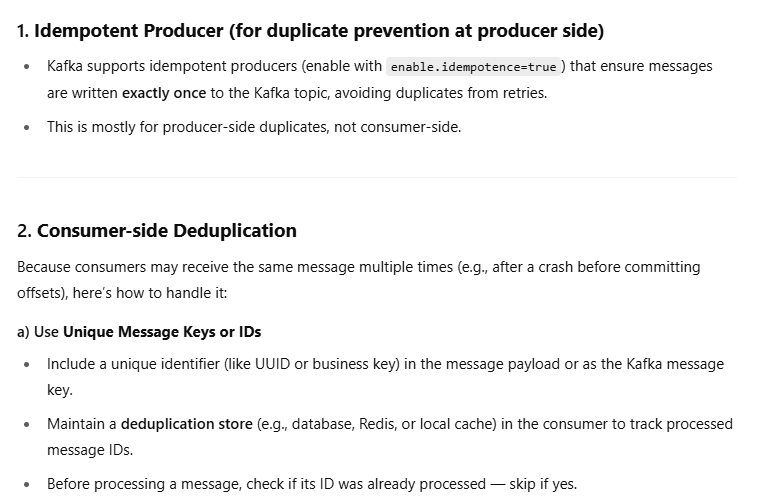 1. Idempotent Producer (for duplicate prevention at producer side)
• Kafka supports idempotent producers (enable with enable.idempotence=true) that ensure messages
are written exactly once to the Kafka topic, avoiding duplicates from retries.
• This is mostly for producer-side duplicates, not consumer-side.
2. Consumer-side Deduplication
Because consumers may receive the same message multiple times (e.g., after a crash before committing
offsets), here's how to handle it:
a) Use Unique Message Keys or IDs
• Include a unique identifier (like UUID or business key) in the message payload or as the Kafka message
key.
• Maintain a deduplication store (e.g., database, Redis, or local cache) in the consumer to track processed
message IDs.
• Before processing a message, check if its ID was already processed — skip if yes.